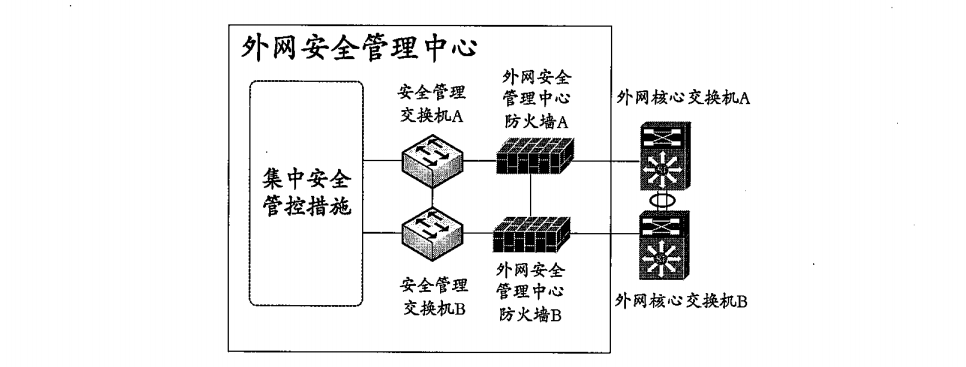 外网安全管理中心
安全管理
交换机A
外网安全
管理中心
防火墙A
外网核心交换机A
集中安全
管控措施
安全管理
交换机B
外网安全
管理中心
防火墙B
外网核心交换机B